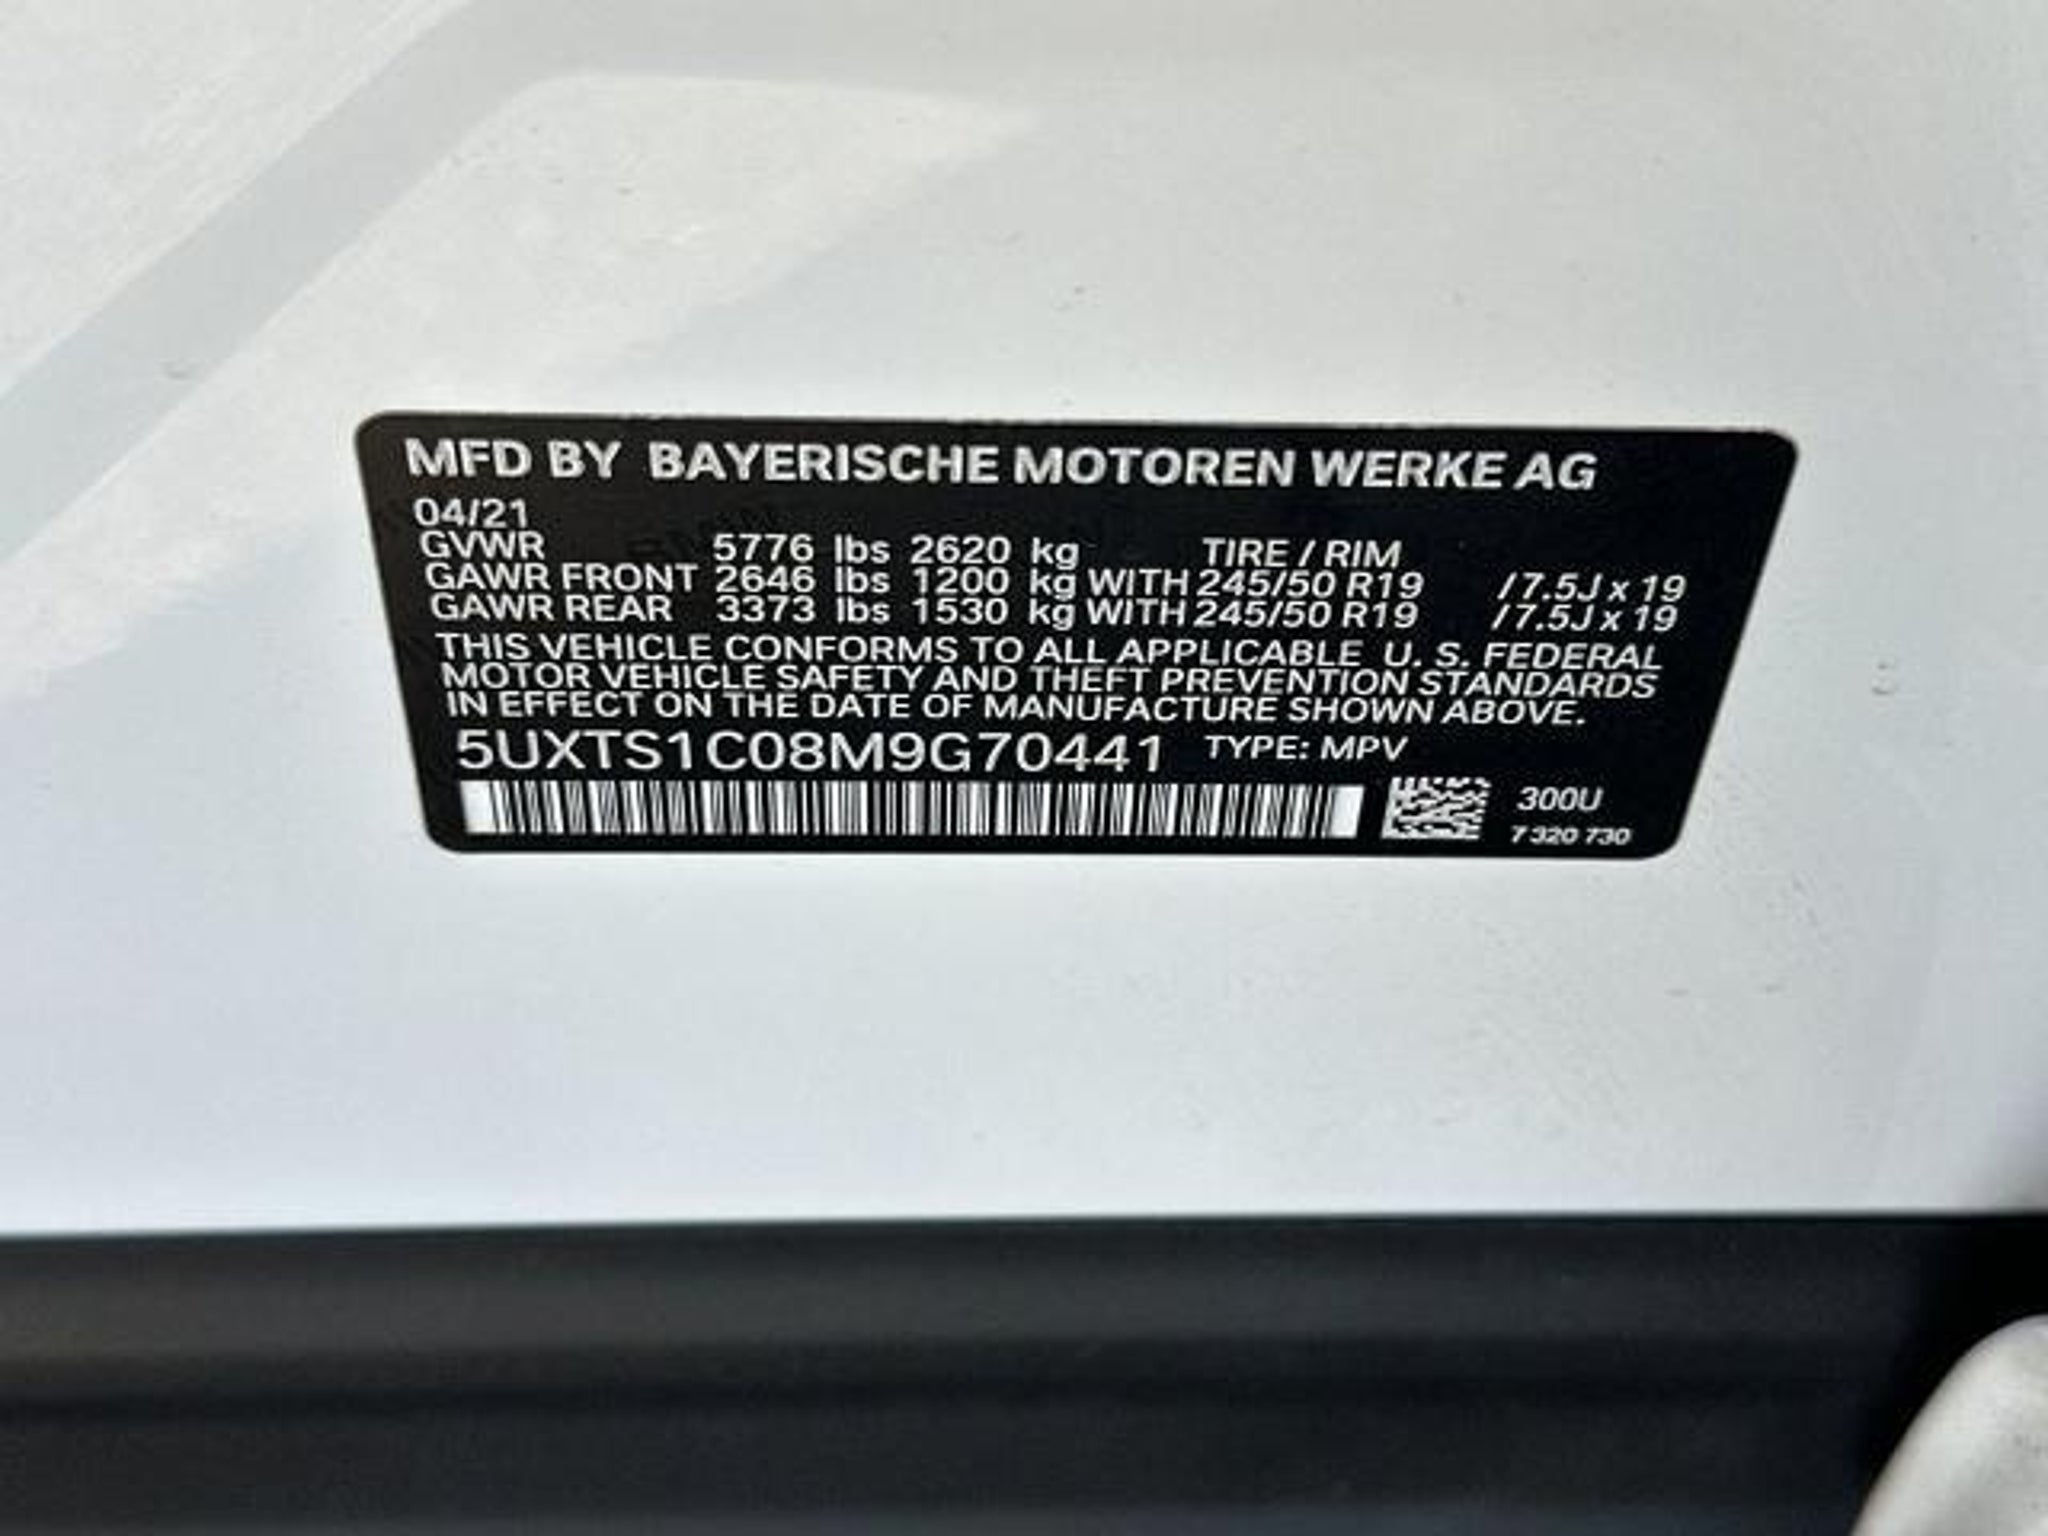 MFD BY BAYERISCHE MOTOREN WERKE AG
04/21
GVWR 5776 lbs 2620 kg TIRE / RIM
GAWR FRONT 2646 lbs 1200 kg WITH 245/50 R19 / 7.5J x 19
GAWR REAR 3373 lbs 1530 kg WITH 245/50 R19 / 7.5J x 19
THIS VEHICLE CONFORMS TO ALL APPLICABLE U. S. FEDERAL
MOTOR VEHICLE SAFETY AND THEFT PREVENTION STANDARDS
IN EFFECT ON THE DATE OF MANUFACTURE SHOWN ABOVE.
5UXTS1C08M9G70441 TYPE: MPV
300U
7 320 730